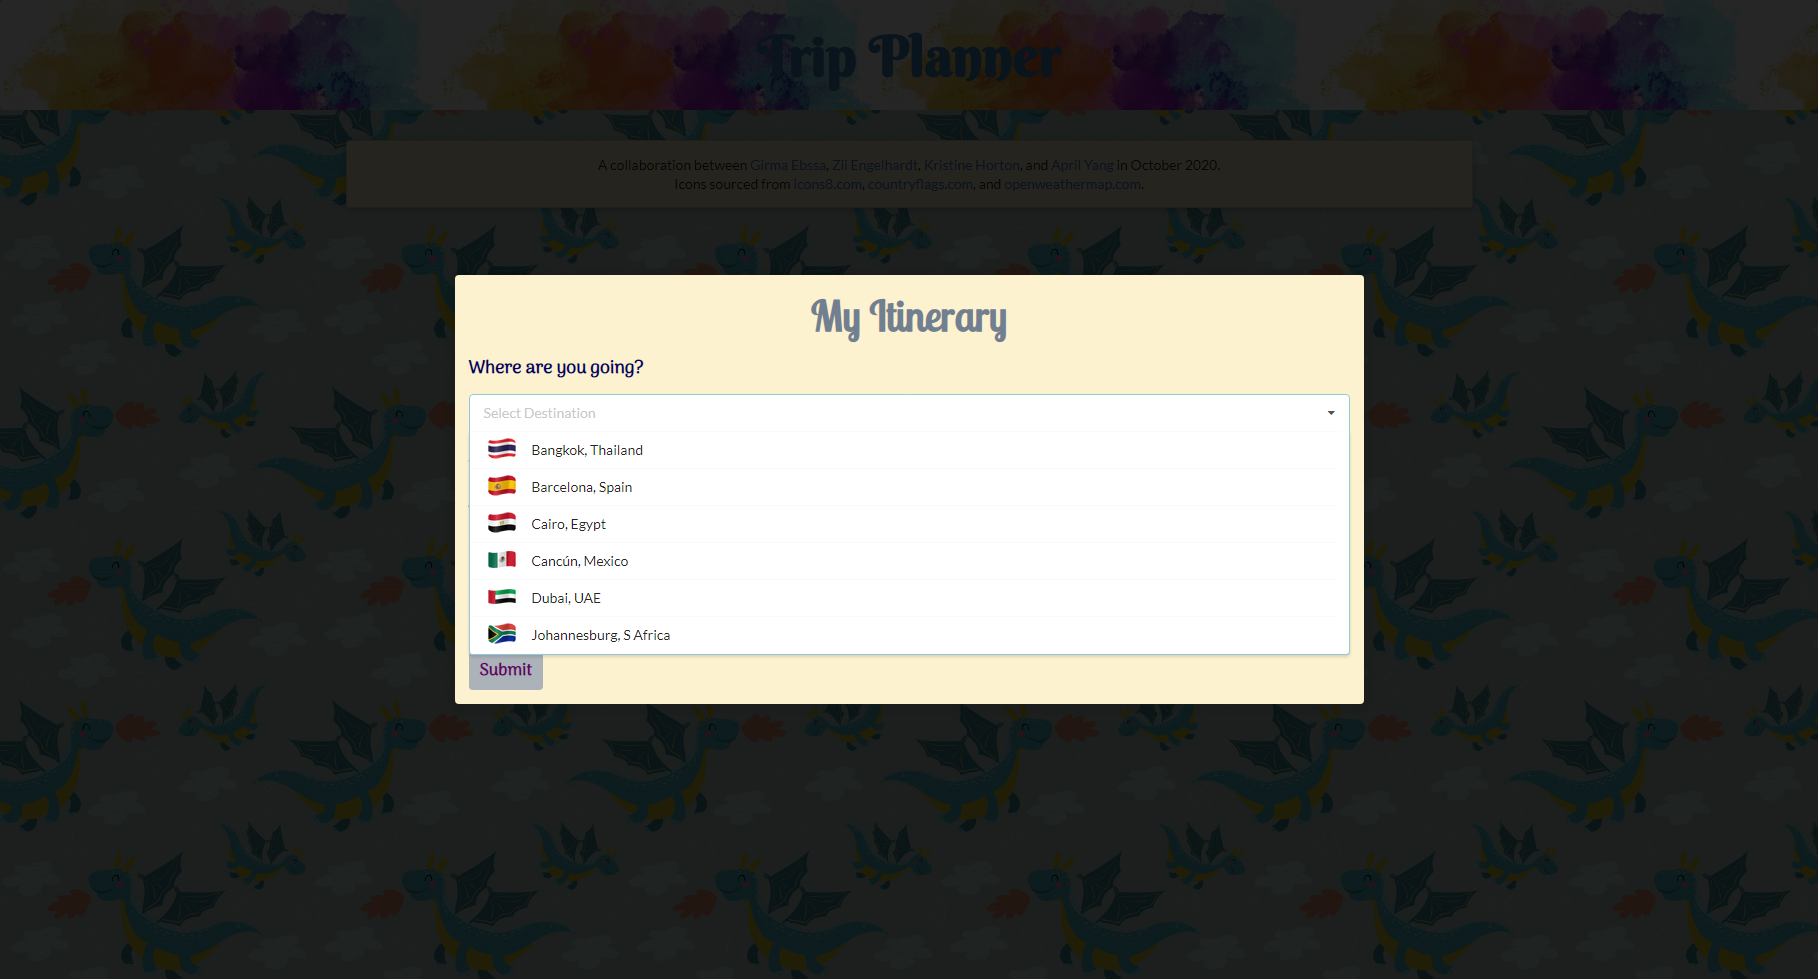 Trip Planner
A collaboration between Girma Ebssa, Zli Engelhardt, Kristine Horton, and April Yang in October 2020.
Icons sourced from icons8.com, countryflags.com, and openweathermap.com.
My Itinerary
Where are you going?
Select Destination
Bangkok, Thailand
Barcelona, Spain
Cairo, Egypt
Cancún, Mexico
Dubai, UAE
Johannesburg, S Africa
Submit